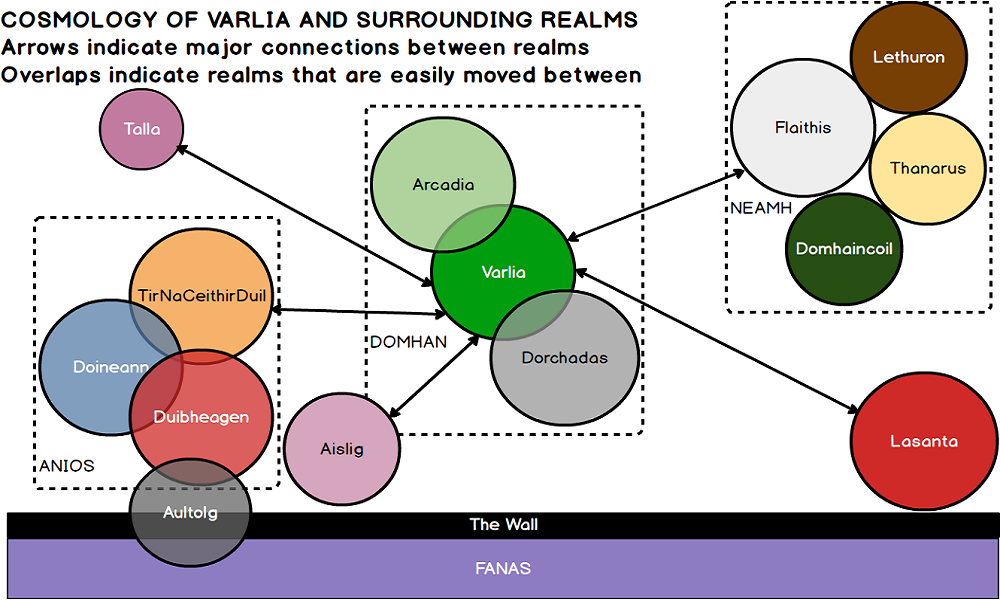 COSMOLOGY OF VARLIA AND SURROUNDING REALMS
Arrows indicate major connections between realms
Overlaps indicate realms that are easily moved between
Lethuron
Talla
Flaithis
Thanarus
Arcadia
NEAMH
Domhaincoil
Varlia
TirNaCeithirDuil
DOMHAN
Dorchadas
Doineann
Duibheagen
Lasanta
Aislig
ANIOS
Aultolg
The Wall
FANAS